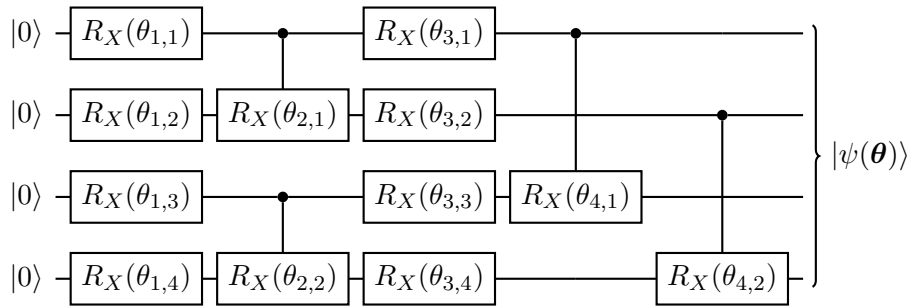 |0⟩ R_X(θ_{1,1}) R_X(θ_{3,1})
|0⟩ R_X(θ_{1,2}) R_X(θ_{2,1}) R_X(θ_{3,2})
|ψ(θ)⟩
|0⟩ R_X(θ_{1,3}) R_X(θ_{3,3}) R_X(θ_{4,1})
|0⟩ R_X(θ_{1,4}) R_X(θ_{2,2}) R_X(θ_{3,4}) R_X(θ_{4,2})